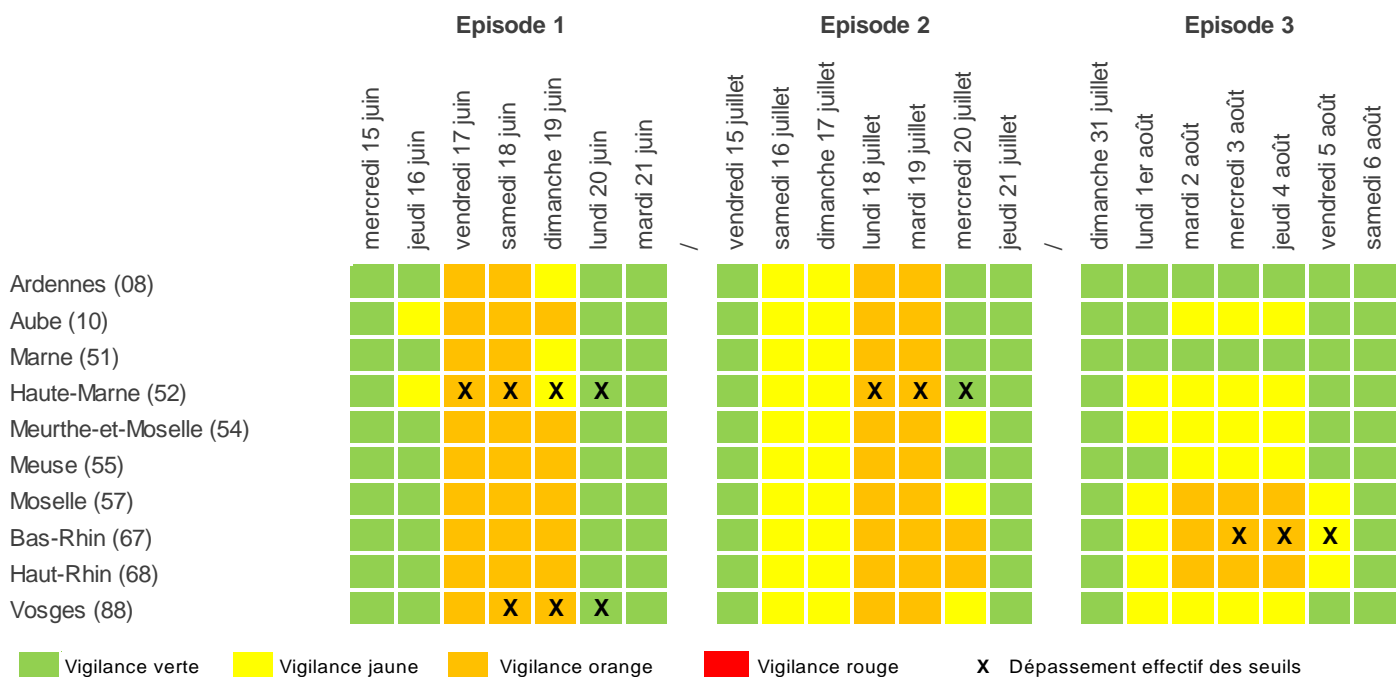 Episode 1 Episode 2 Episode 3
mercredi 15 juin
jeudi 16 juin
vendredi 17 juin
samedi 18 juin
dimanche 19 juin
lundi 20 juin
mardi 21 juin
/
vendredi 15 juillet
samedi 16 juillet
dimanche 17 juillet
lundi 18 juillet
mardi 19 juillet
mercredi 20 juillet
jeudi 21 juillet
/
dimanche 31 juillet
lundi 1er août
mardi 2 août
mercredi 3 août
jeudi 4 août
vendredi 5 août
samedi 6 août
Ardennes (08)
Aube (10)
Marne (51)
Haute-Marne (52) X X X X X X X
Meurthe-et-Moselle (54)
Meuse (55)
Moselle (57)
Bas-Rhin (67) X X X
Haut-Rhin (68)
Vosges (88) X X X
Vigilance verte Vigilance jaune Vigilance orange Vigilance rouge X Dépassement effectif des seuils